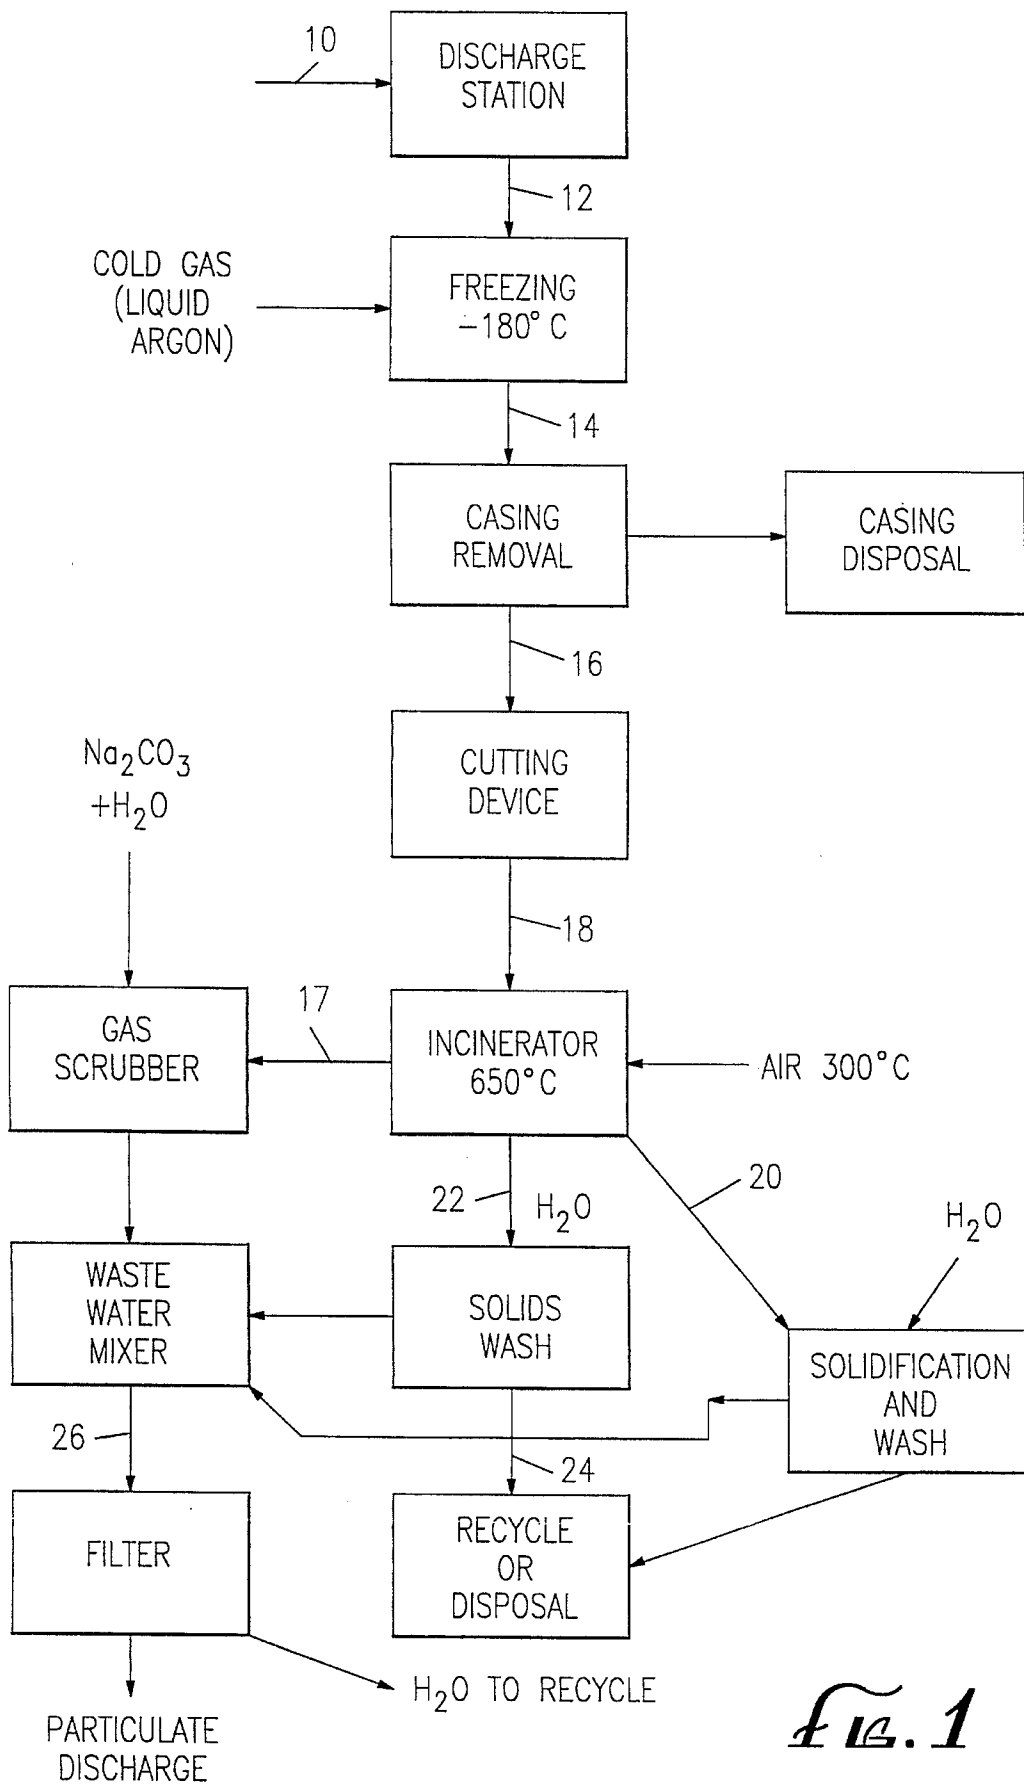 10
DISCHARGE
STATION
12
COLD GAS
(LIQUID
ARGON)
FREEZING
-180°C
14
CASING
REMOVAL
CASING
DISPOSAL
16
Na₂CO₃
+H₂O
CUTTING
DEVICE
18
GAS
SCRUBBER
17
INCINERATOR
650°C
AIR 300°C
22
H₂O
20
H₂O
WASTE
WATER
MIXER
SOLIDS
WASH
SOLIDIFICATION
AND
WASH
26
24
FILTER
RECYCLE
OR
DISPOSAL
H₂O TO RECYCLE
PARTICULATE
DISCHARGE
FIG. 1